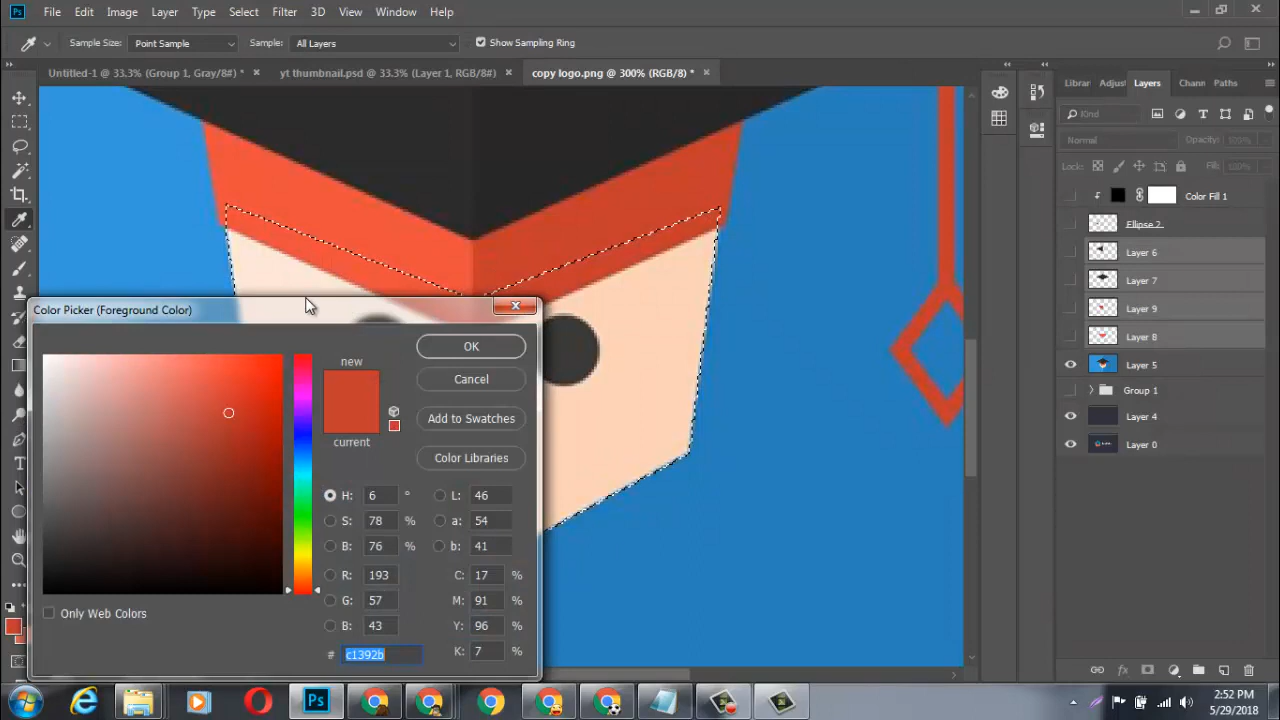 Ps File Edit Image Layer Type Select Filter 3D View Window Help
Sample Size: Point Sample Sample: All Layers Show Sampling Ring
Untitled-1 @ 33.3% (Group 1, Gray/8#) * yt thumbnail.psd @ 33.3% (Layer 1, RGB/8#) copy logo.png @ 300% (RGB/8) *
Librar Adjust Layers Chann Paths
Kind
Normal Opacity: 100%
Lock: Fill: 100%
Color Fill 1
Ellipse 2
Layer 6
Layer 7
Layer 9
Layer 8
Layer 5
Group 1
Layer 4
Layer 0
Color Picker (Foreground Color)
new
current
OK
Cancel
Add to Swatches
Color Libraries
H: 6 ° L: 46
S: 78 % a: 54
B: 76 % b: 41
R: 193 C: 17 %
G: 57 M: 91 %
B: 43 Y: 96 %
# c1392b K: 7 %
Only Web Colors
Ps
2:52 PM
5/29/2018